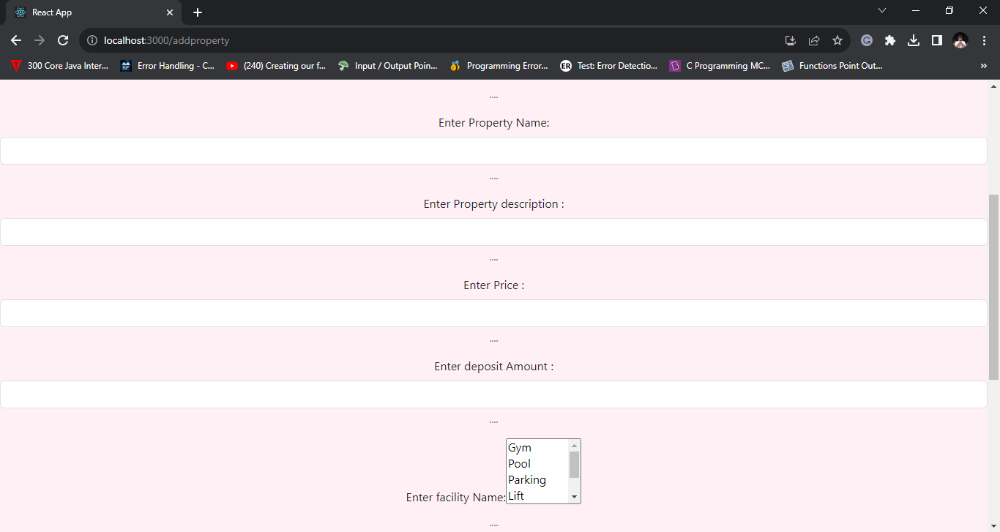 React App
localhost:3000/addproperty
300 Core Java Inter...
Error Handling - C...
(240) Creating our f...
Input / Output Poin...
Programming Error...
ER
Test: Error Detectio...
C Programming MC...
Functions Point Out...
»
....
Enter Property Name:
....
Enter Property description :
....
Enter Price :
....
Enter deposit Amount :
....
Gym
Pool
Parking
Lift
Enter facility Name:
....